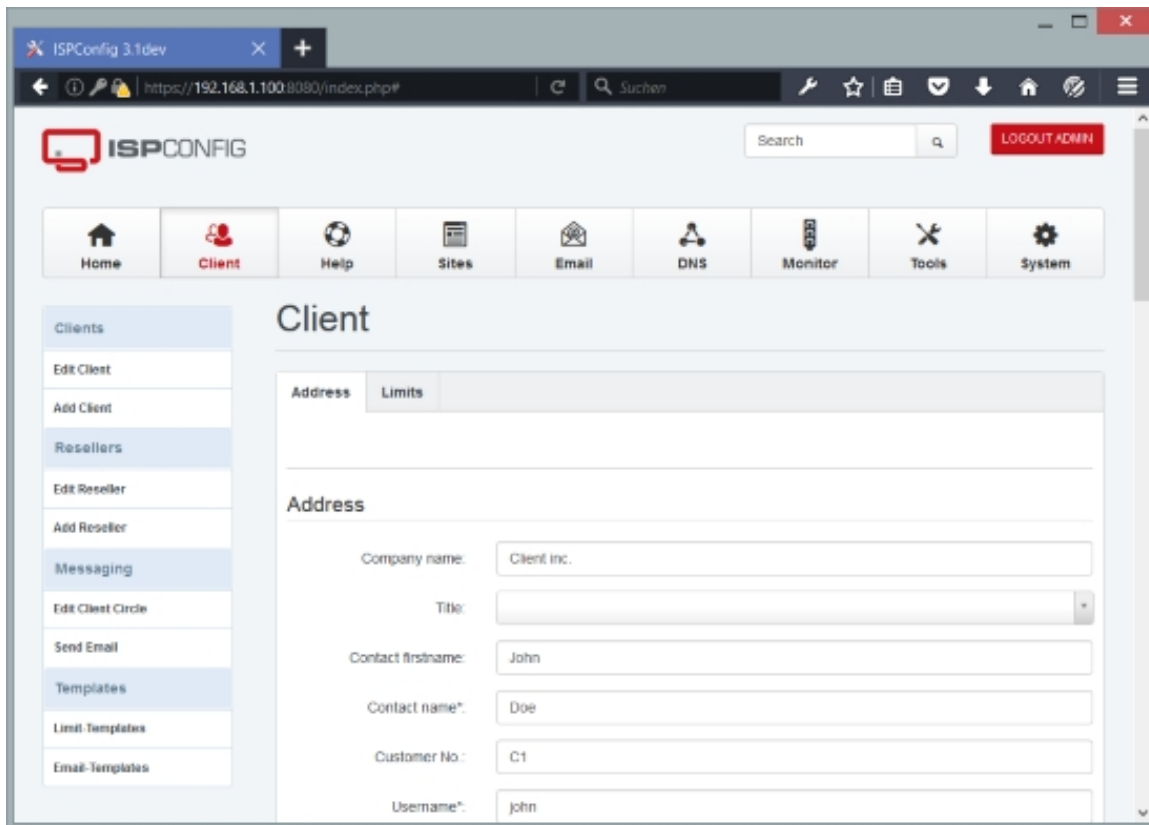 ISPConfig 3.1dev
https://192.168.1.100:8080/index.php#
Suchen
ISPCONFIG
Search
LOGOUT ADMIN
Home
Client
Help
Sites
Email
DNS
Monitor
Tools
System
Clients
Edit Client
Add Client
Resellers
Edit Reseller
Add Reseller
Messaging
Edit Client Circle
Send Email
Templates
Limit-Templates
Email-Templates
Client
Address Limits
Address
Company name: Client inc.
Title:
Contact firstname: John
Contact name*: Doe
Customer No.: C1
Username*: john